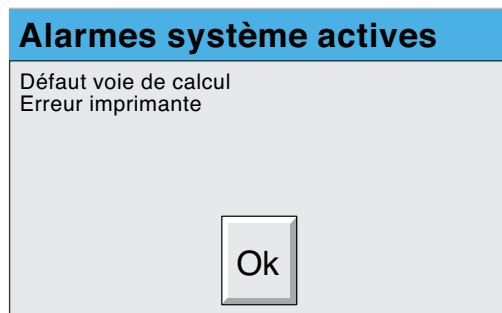 Alarmes système actives
Défaut voie de calcul
Erreur imprimante
Ok